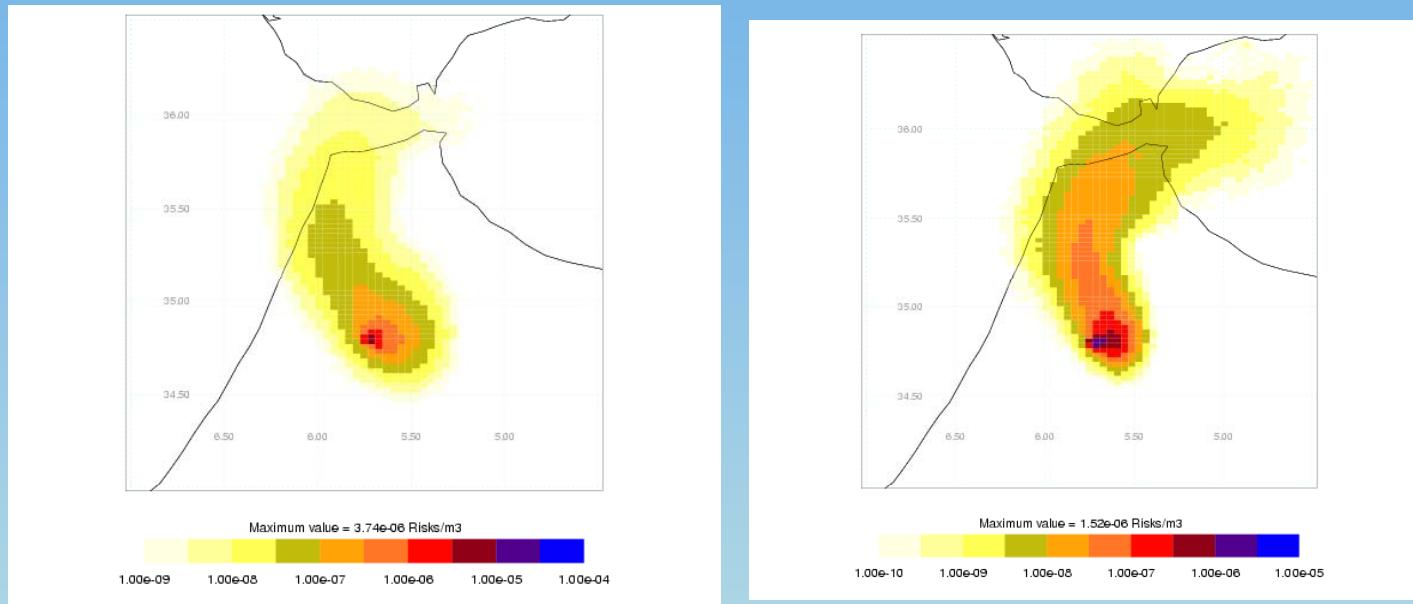 36.00
35.50
35.00
34.50
6.50 6.00 5.50 5.00
Maximum value = 3.74e-06 Risks/m3
1.00e-09 1.00e-08 1.00e-07 1.00e-06 1.00e-05 1.00e-04
36.00
35.50
35.00
34.50
6.50 6.00 5.50 5.00
Maximum value = 1.52e-06 Risks/m3
1.00e-10 1.00e-09 1.00e-08 1.00e-07 1.00e-06 1.00e-05